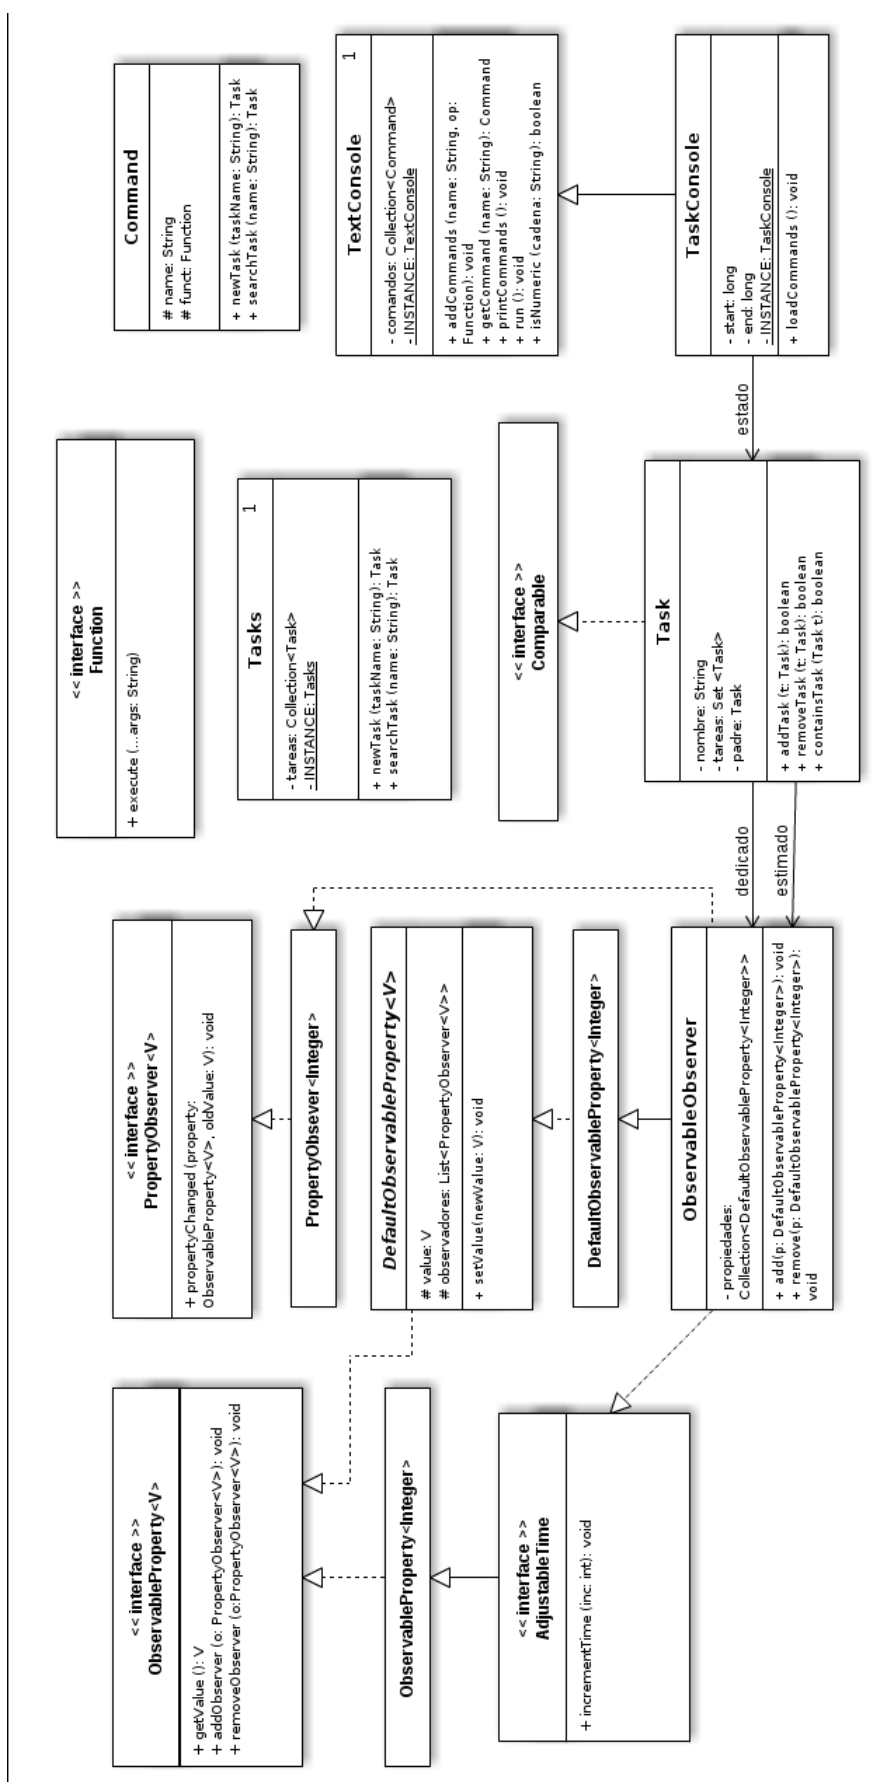 << interface >>
ObservableProperty<V>
+ getValue (): V
+ addObserver (o: PropertyObserver<V>): void
+ removeObserver (o:PropertyObserver<V>): void
<< interface >>
PropertyObserver<V>
+ propertyChanged (property:
ObservableProperty<V>, oldValue: V): void
<< interface >>
Function
+ execute (...args: String)
Command
# name: String
# funct: Function
+ newTask (taskName: String): Task
+ searchTask (name: String): Task
ObservableProperty<Integer>
PropertyObsever<Integer>
DefaultObservableProperty<V>
# value: V
# observadores: List<PropertyObserver<V>>
+ setValue(newValue: V): void
Tasks
1
- tareas: Collection<Task>
- INSTANCE: Tasks
+ newTask (taskName: String): Task
+ searchTask (name: String): Task
TextConsole
1
- comandos: Collection<Command>
- INSTANCE: TextConsole
+ addCommands (name: String, op:
Function): void
+ getCommand (name: String): Command
+ printCommands (): void
+ run (): void
+ isNumeric (cadena: String): boolean
<< interface >>
AdjustableTime
+ incrementTime (inc: int): void
DefaultObservableProperty<Integer>
<< interface >>
Comparable
ObservableObserver
- propiedades:
Collection<DefaultObservableProperty<Integer>>
+ add(p: DefaultObservableProperty<Integer>): void
+ remove(p: DefaultObservableProperty<Integer>):
void
dedicado
estimado
Task
- nombre: String
- tareas: Set <Task>
- padre: Task
+ addTask (t: Task): boolean
+ removeTask (t: Task): boolean
+ containsTask (Task t): boolean
estado
TaskConsole
- start: long
- end: long
- INSTANCE: TaskConsole
+ loadCommands (): void